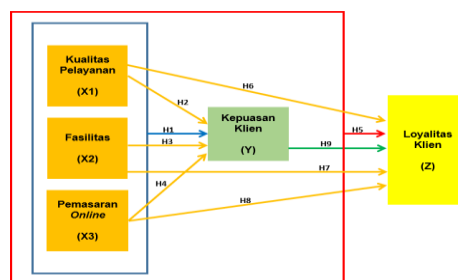 Kualitas
Pelayanan
(X1)
H6
H2
Kepuasan
Klien
(Y)
H1
H3
H5
H9
Fasilitas
(X2)
Loyalitas
Klien
(Z)
H4
H7
Pemasaran
Online
(X3)
H8